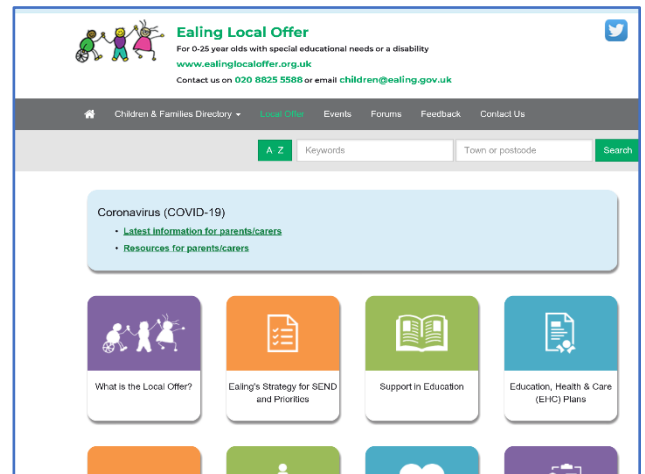 Ealing Local Offer
For 0-25 year olds with special educational needs or a disability
www.ealinglocaloffer.org.uk
Contact us on 020 8825 5588 or email children@ealing.gov.uk
Children & Families Directory Local Offer Events Forums Feedback Contact Us
A Z Keywords Town or postcode Search
Coronavirus (COVID-19)
• Latest information for parents/carers
• Resources for parents/carers
What is the Local Offer?
Ealing's Strategy for SEND
and Priorities
Support in Education
Education, Health & Care
(EHC) Plans